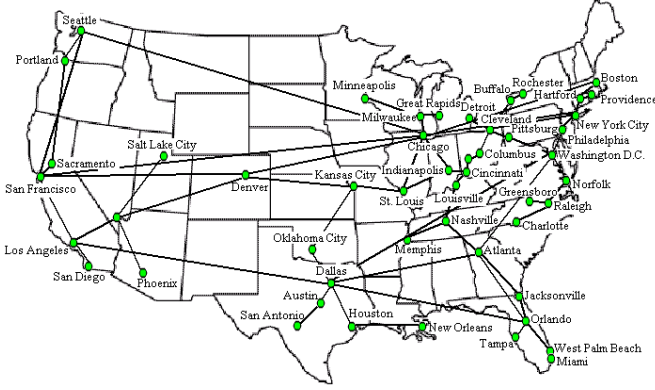 Seattle
Portland
Boston
Rochester
Buffalo
Hartford
Providence
Minneapolis
Great Rapids
Detroit
Milwaukee
Cleveland
New York City
Pittsburg
Chicago
Philadelphia
Salt Lake City
Columbus
Washington D.C.
Sacramento
Indianapolis
Cincinnati
Kansas City
Denver
San Francisco
Norfolk
Louisville
Greensboro
St. Louis
Raleigh
Nashville
Charlotte
Oklahoma City
Memphis
Atlanta
Los Angeles
San Diego
Phoenix
Dallas
Austin
Jacksonville
San Antonio
Houston
Orlando
New Orleans
Tampa
West Palm Beach
Miami